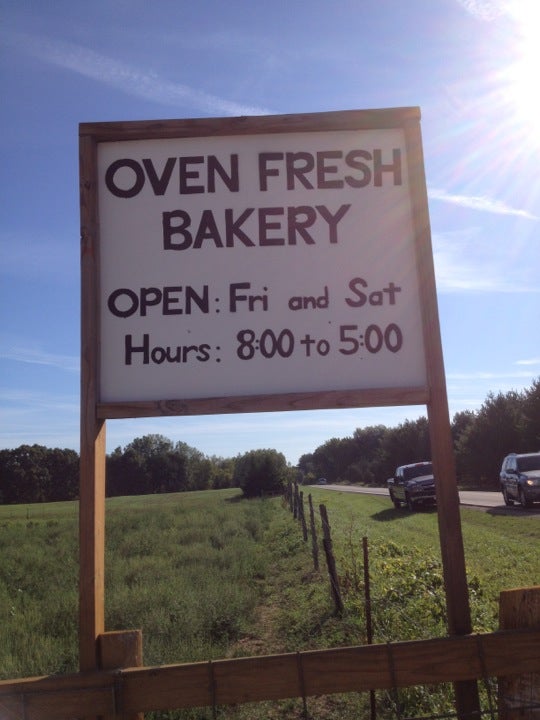 OVEN FRESH
BAKERY
OPEN: Fri and Sat
Hours: 8:00 to 5:00